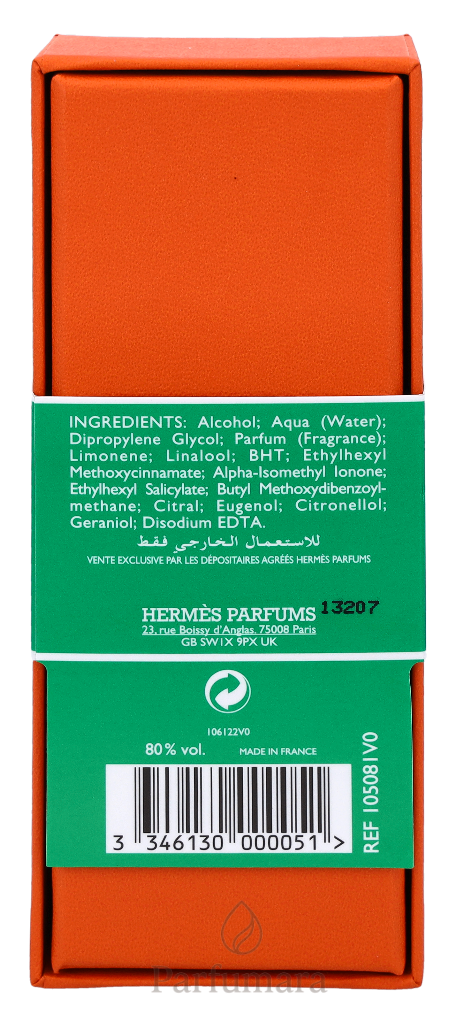 INGREDIENTS: Alcohol; Aqua (Water);
Dipropylene Glycol; Parfum (Fragrance);
Limonene; Linalool; BHT; Ethylhexyl
Methoxycinnamate; Alpha-Isomethyl Ionone;
Ethylhexyl Salicylate; Butyl Methoxydibenzoyl-
methane; Citral; Eugenol; Citronellol;
Geraniol; Disodium EDTA.
للاستعمال الخارجي فقط
VENTE EXCLUSIVE PAR LES DÉPOSITAIRES AGRÉÉS HERMÈS PARFUMS
HERMÈS PARFUMS 13207
23, rue Boissy d'Anglas. 75008 Paris
GB SW1X 9PX UK
106122V0
80% vol. MADE IN FRANCE
REF 105081V0
3 346130 000051 >
Parfumara